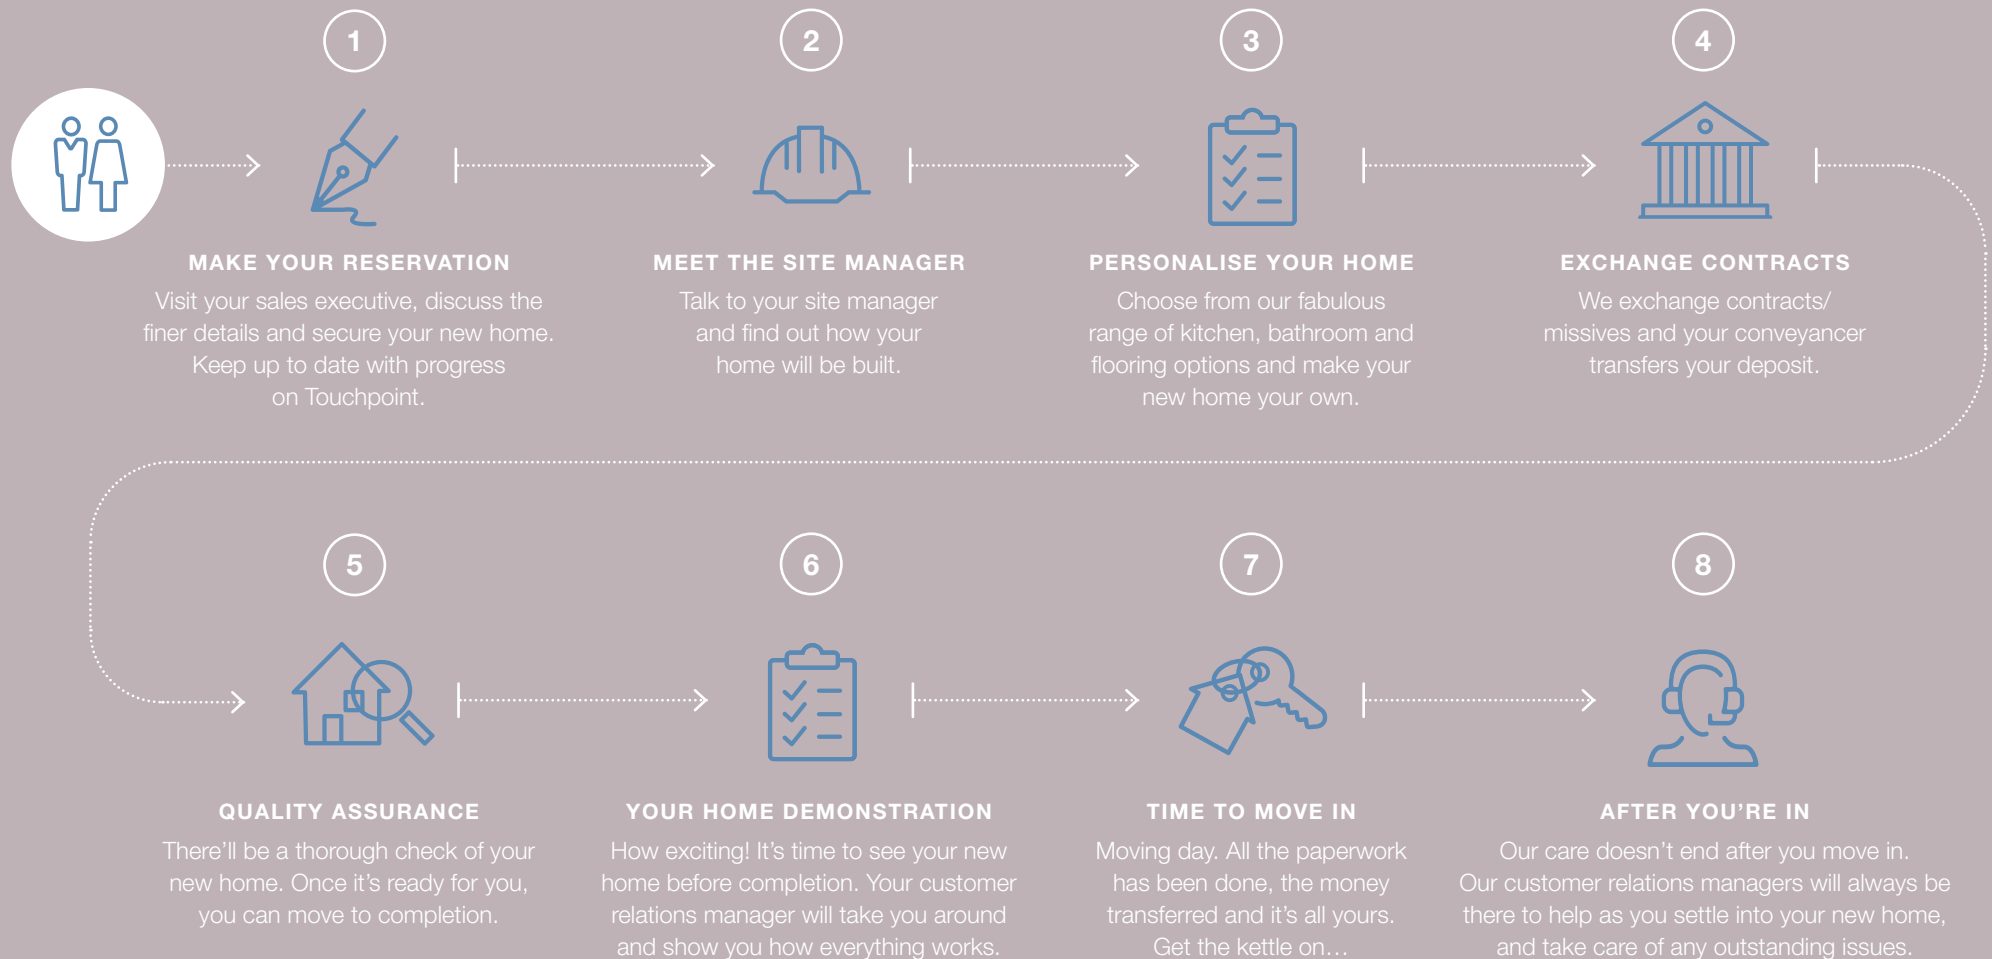 1
MAKE YOUR RESERVATION
Visit your sales executive, discuss the
finer details and secure your new home.
Keep up to date with progress
on Touchpoint.
2
MEET THE SITE MANAGER
Talk to your site manager
and find out how your
home will be built.
3
PERSONALISE YOUR HOME
Choose from our fabulous
range of kitchen, bathroom and
flooring options and make your
new home your own.
4
EXCHANGE CONTRACTS
We exchange contracts/
missives and your conveyancer
transfers your deposit.
5
QUALITY ASSURANCE
There’ll be a thorough check of your
new home. Once it’s ready for you,
you can move to completion.
6
YOUR HOME DEMONSTRATION
How exciting! It’s time to see your new
home before completion. Your customer
relations manager will take you around
and show you how everything works.
7
TIME TO MOVE IN
Moving day. All the paperwork
has been done, the money
transferred and it’s all yours.
Get the kettle on…
8
AFTER YOU’RE IN
Our care doesn’t end after you move in.
Our customer relations managers will always be
there to help as you settle into your new home,
and take care of any outstanding issues.